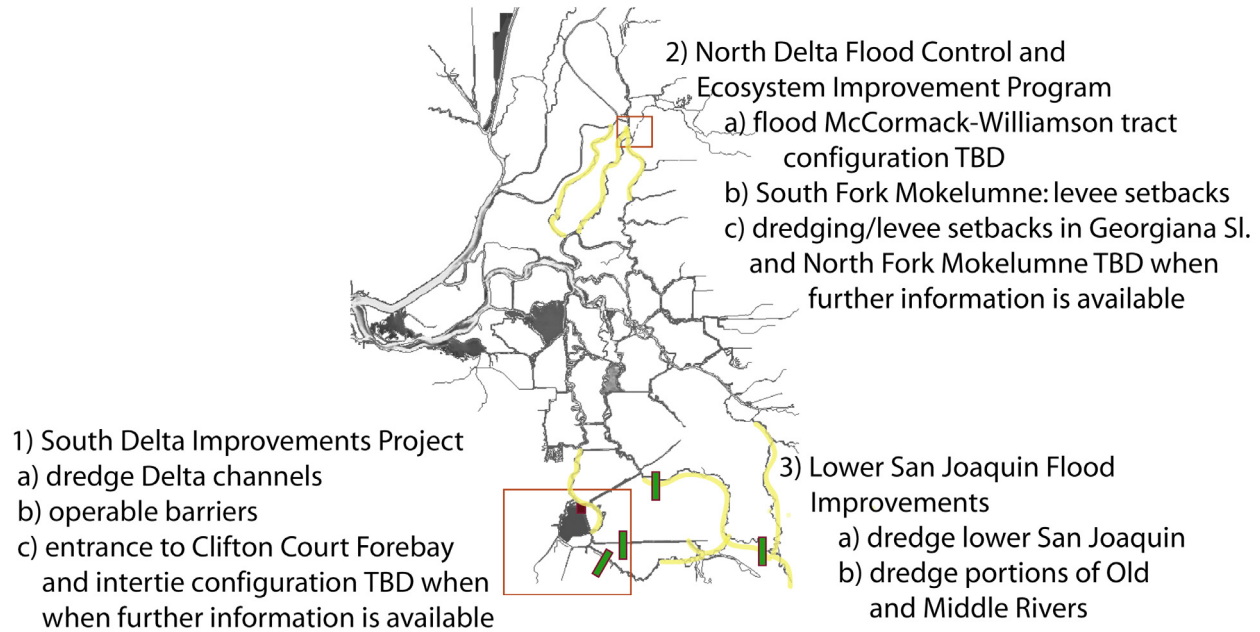 2) North Delta Flood Control and
Ecosystem Improvement Program
a) flood McCormack-Williamson tract
configuration TBD
b) South Fork Mokelumne: levee setbacks
c) dredging/levee setbacks in Georgiana Sl.
and North Fork Mokelumne TBD when
further information is available
1) South Delta Improvements Project
a) dredge Delta channels
b) operable barriers
c) entrance to Clifton Court Forebay
and intertie configuration TBD when
when further information is available
3) Lower San Joaquin Flood
Improvements
a) dredge lower San Joaquin
b) dredge portions of Old
and Middle Rivers